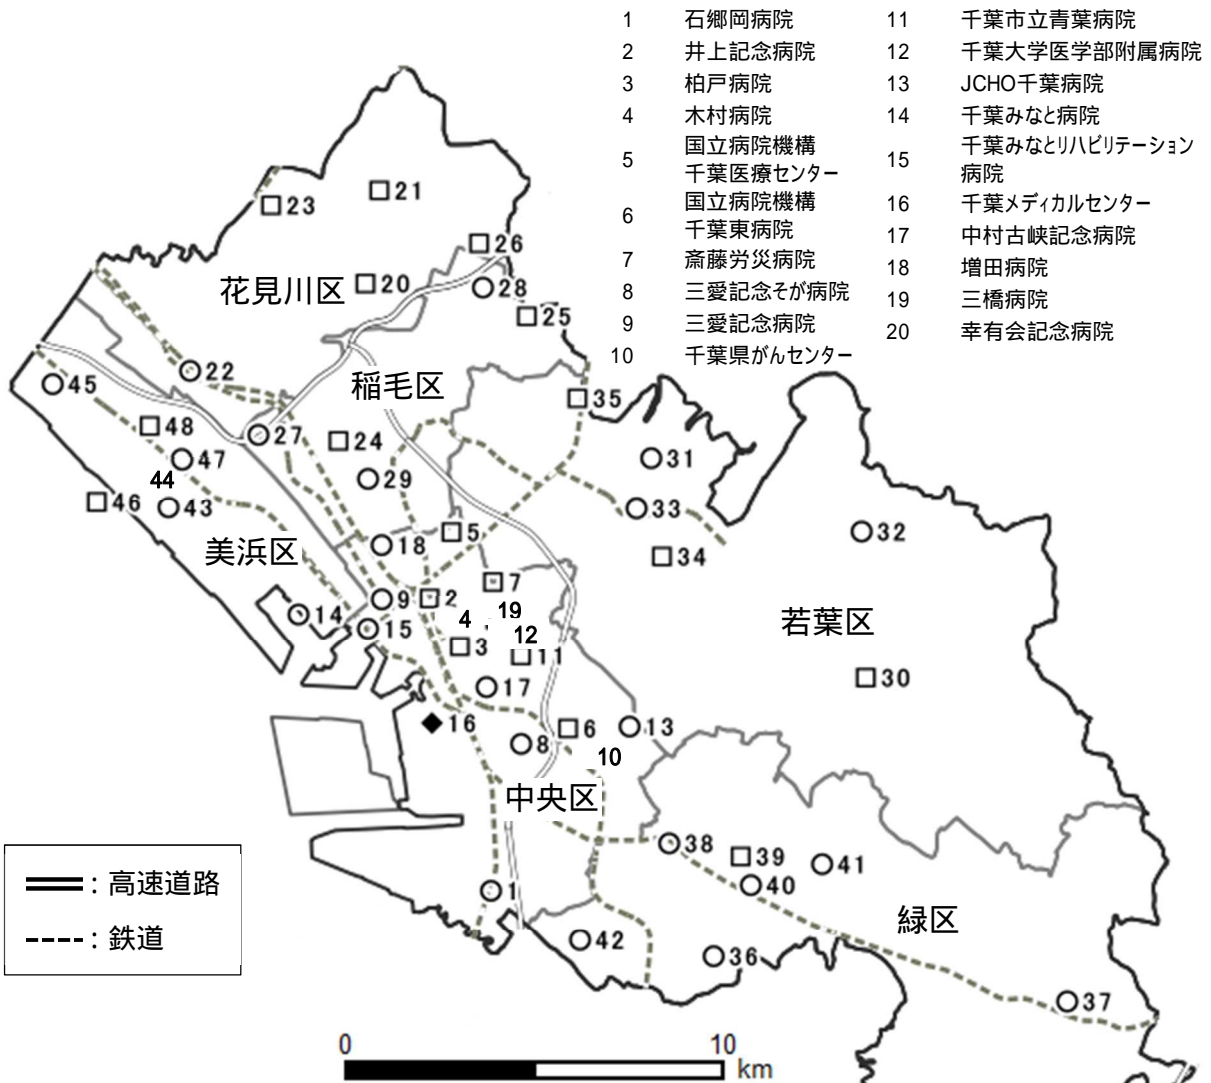 1 石郷岡病院
2 井上記念病院
3 柏戸病院
4 木村病院
5 国立病院機構
千葉医療センター
6 国立病院機構
千葉東病院
7 斎藤労災病院
8 三愛記念そが病院
9 三愛記念病院
10 千葉県がんセンター
11 千葉市立青葉病院
12 千葉大学医学部附属病院
13 JCHO千葉病院
14 千葉みなと病院
15 千葉みなとリハビリテーション
病院
16 千葉メディカルセンター
17 中村古峡記念病院
18 増田病院
19 三橋病院
20 幸有会記念病院
21
23
26
花見川区
20
28
25
22
稲毛区
45
35
48
27
24
47
31
44
29
46
43
33
5
32
美浜区
18
34
7
9
2
14
4
19
15
12
若葉区
3
11
30
17
16
6
13
8
10
中央区
38
39
41
40
高速道路
1
緑区
鉄道
42
36
37
0
10
km